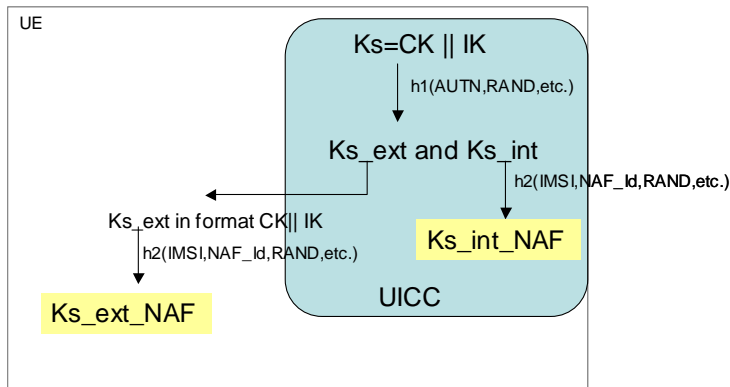 UE
Ks=CK || IK
h1(AUTN,RAND,etc.)
Ks_ext and Ks_int
h2(IMSI,NAF_Id,RAND,etc.)
Ks_ext in format CK|| IK
h2(IMSI,NAF_Id,RAND,etc.)
Ks_int_NAF
Ks_ext_NAF
UICC